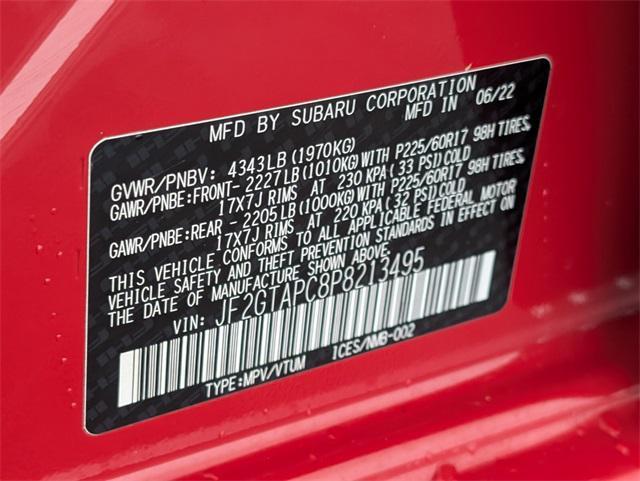 MFD BY SUBARU CORPORATION
MFD IN 06/22
GVWR/PNBV: 4343LB(1970KG)
GAWR/PNBE:FRONT- 2227LB(1010KG)WITH P225/60R17 98H TIRES,
17X7J RIMS AT 230 KPA (33 PSI)COLD
GAWR/PNBE:REAR - 2205LB(1000KG)WITH P225/60R17 98H TIRES,
17X7J RIMS AT 220 KPA (32 PSI)COLD
THIS VEHICLE CONFORMS TO ALL APPLICABLE FEDERAL MOTOR
VEHICLE SAFETY AND THEFT PREVENTION STANDARDS IN EFFECT ON
THE DATE OF MANUFACTURE SHOWN ABOVE.
VIN: JF2GTAPC8P8213495
ICES/NMB-002
TYPE:MPV/VTUM